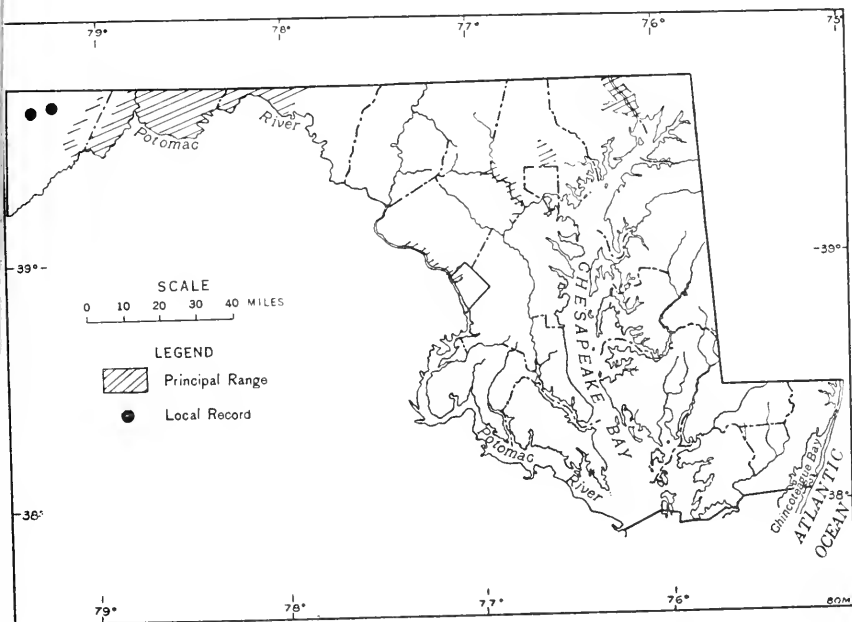 79° 78° 77° 76° 75°
Potomac
River
39°
39°
SCALE
0 10 20 30 40 MILES
LEGEND
Principal Range
Local Record
CHESAPEAKE BAY
Potomac
River
Chincoteague Bay
ATLANTIC
OCEAN
38°
38°
79° 78° 77° 76° 80M